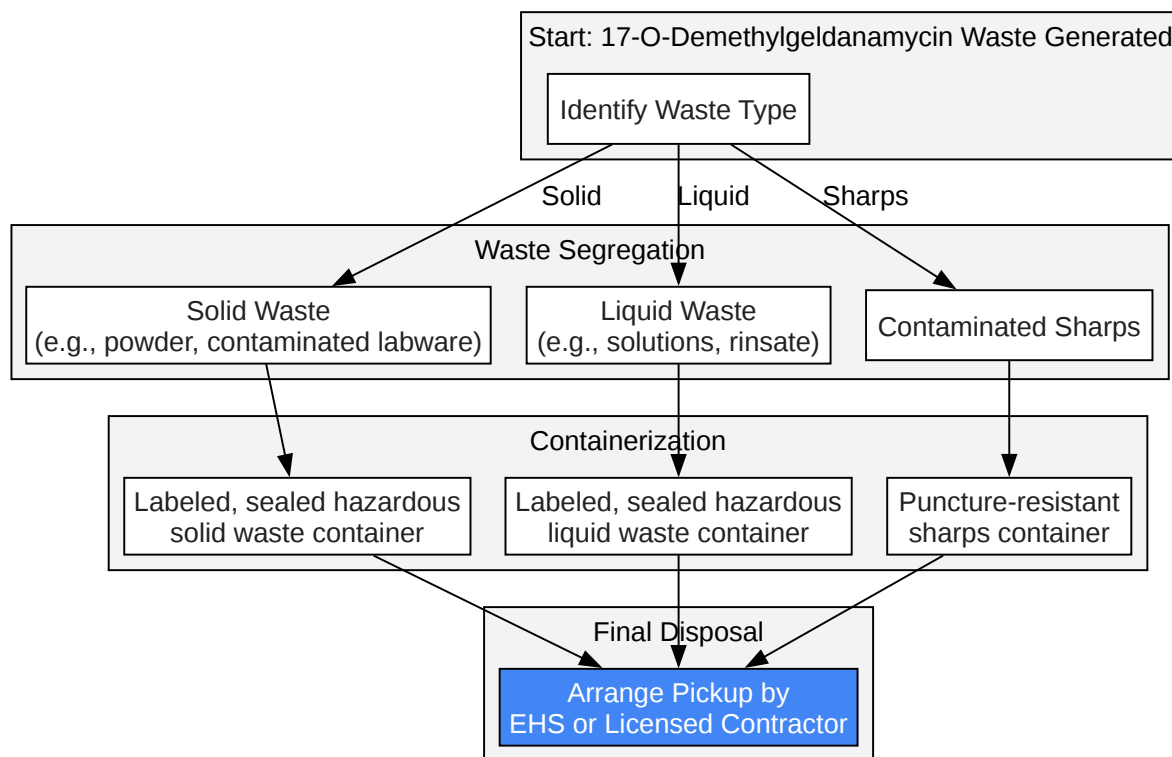 Start: 17-O-Demethylgeldanamycin Waste Generated
Identify Waste Type
Solid
Liquid
Sharps
Waste Segregation
Solid Waste
(e.g., powder, contaminated labware)
Liquid Waste
(e.g., solutions, rinsate)
Contaminated Sharps
Containerization
Labeled, sealed hazardous
solid waste container
Labeled, sealed hazardous
liquid waste container
Puncture-resistant
sharps container
Final Disposal
Arrange Pickup by
EHS or Licensed Contractor